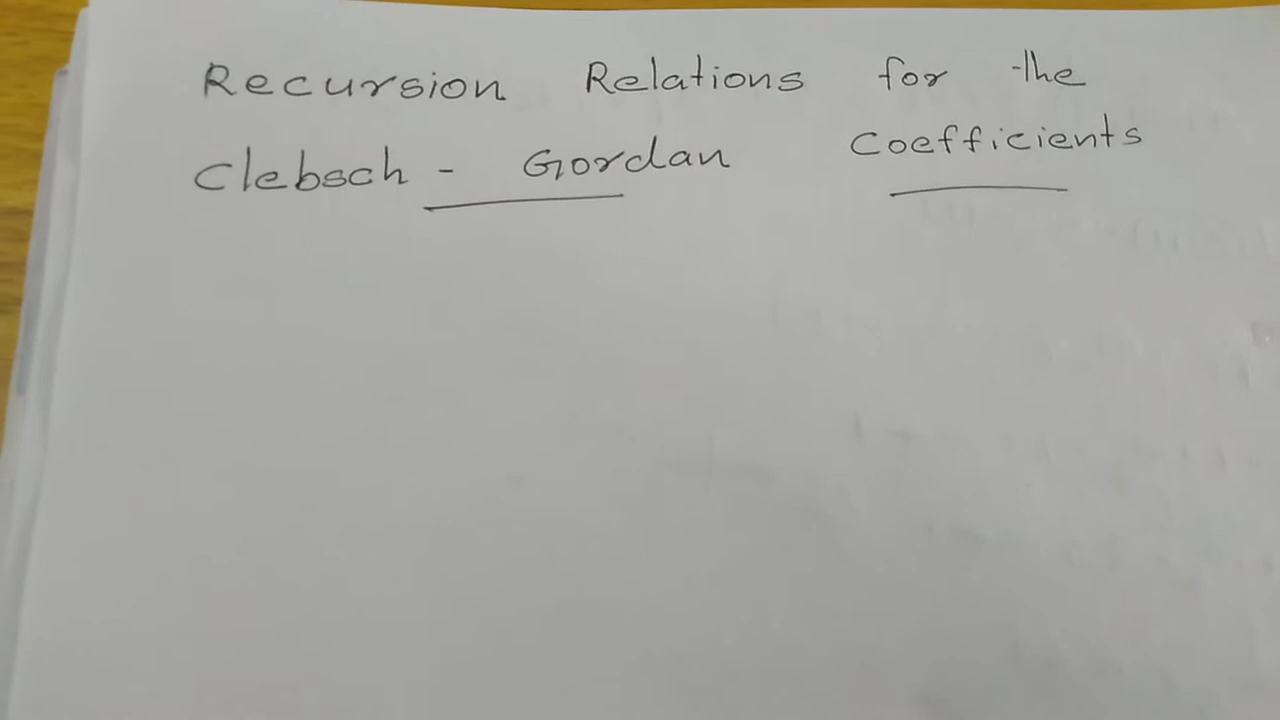 Recursion Relations for the
Clebsch - Gordan Coefficients